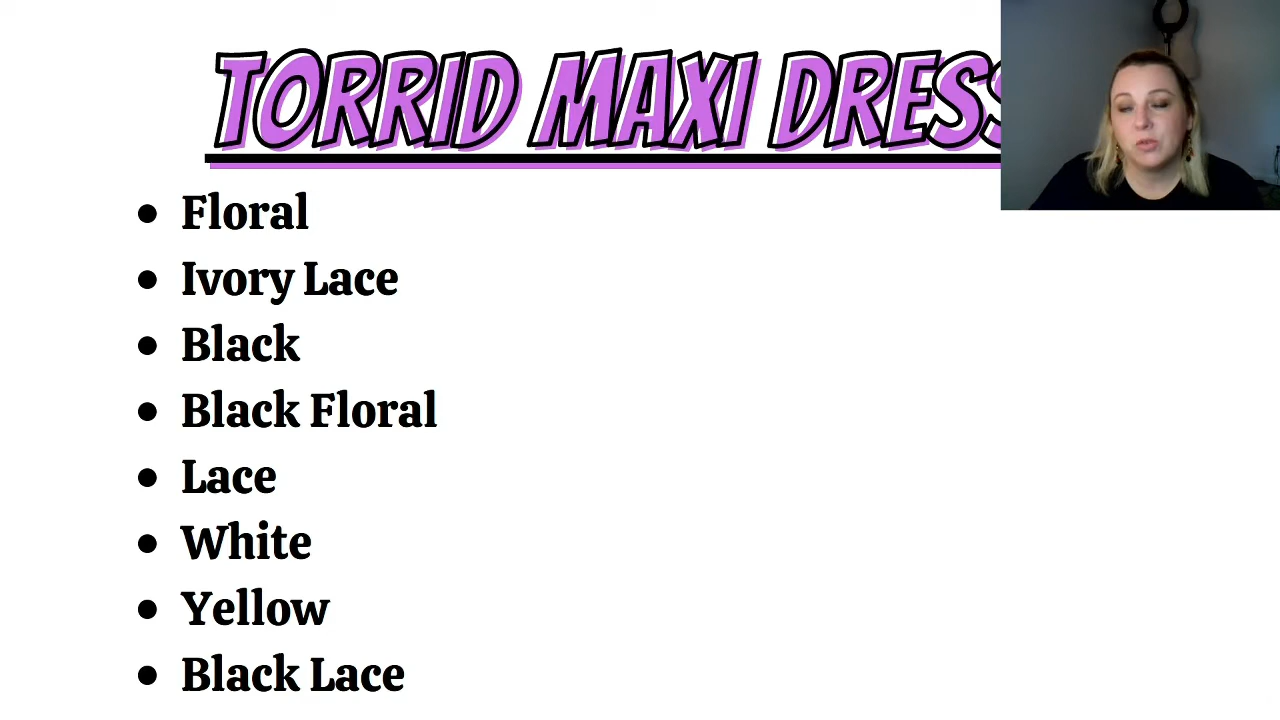 TORRID MAXI DRESS
Floral
Ivory Lace
Black
Black Floral
Lace
White
Yellow
Black Lace